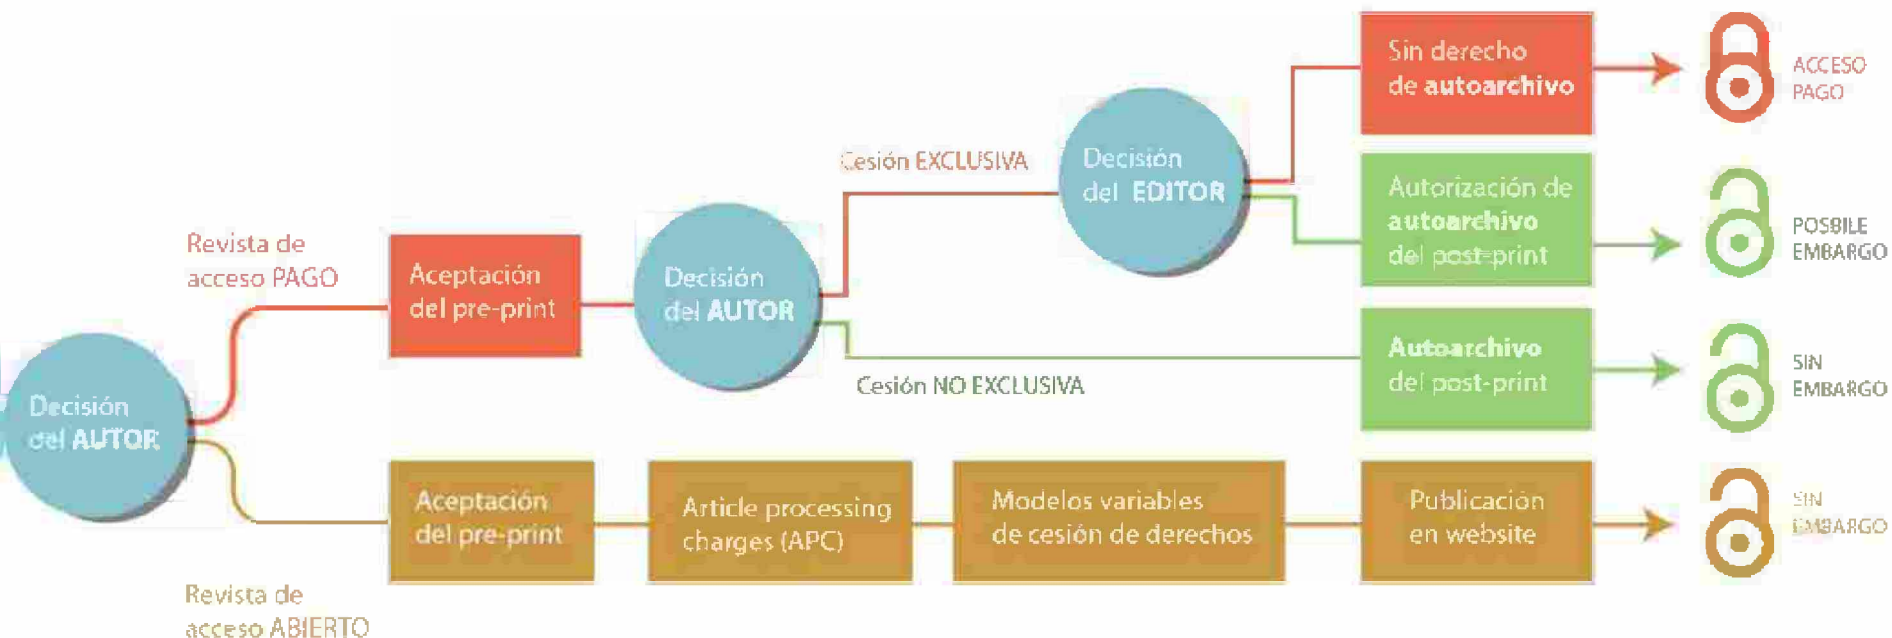 Sin derecho
de autoarchivo
ACCESO
PAGO
Cesión EXCLUSIVA
Decisión
del EDITOR
Autorización de
autoarchivo
del post-print
POSBILE
EMBARGO
Revista de
acceso PAGO
Aceptación
del pre-print
Decisión
del AUTOR
Autoarchivo
del post-print
SIN
EMBARGO
Cesión NO EXCLUSIVA
Decisión
del AUTOR
Aceptación
del pre-print
Article processing
charges (APC)
Modelos variables
de cesión de derechos
Publicación
en website
SIN
EMBARGO
Revista de
acceso ABIERTO